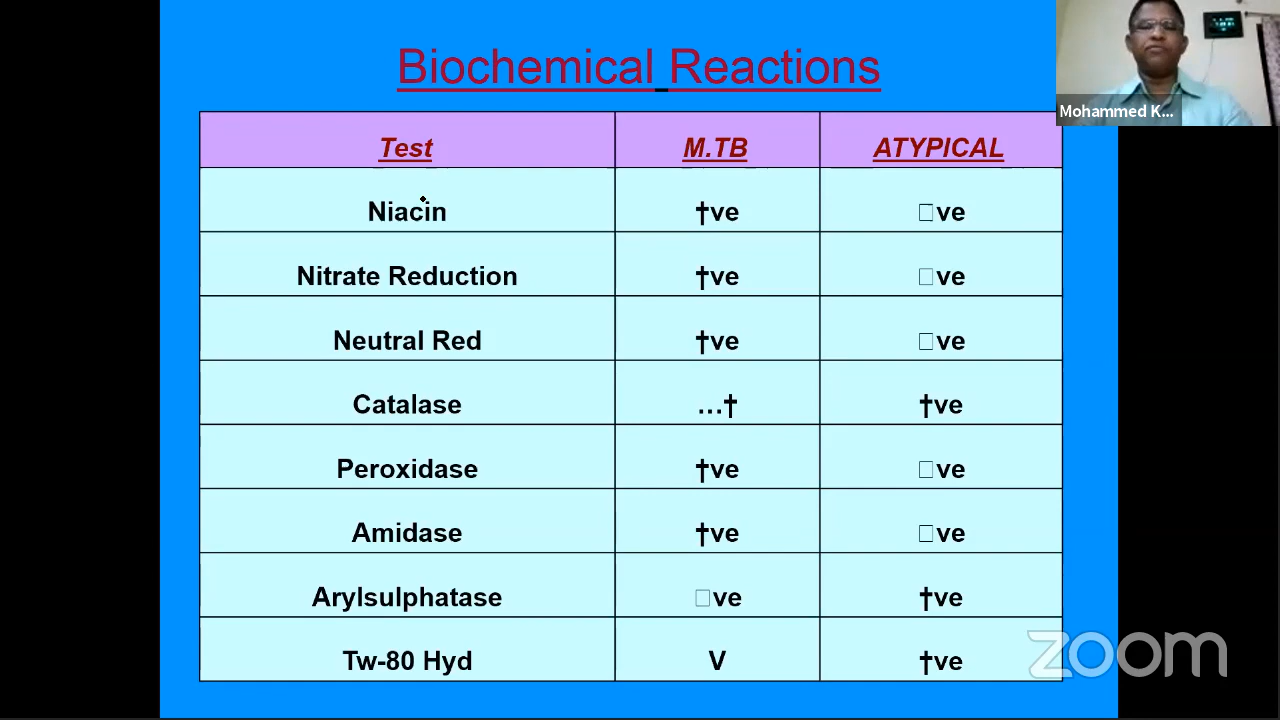 Biochemical Reactions
Mohammed K...
Test M.TB ATYPICAL
Niacin †ve □ve
Nitrate Reduction †ve □ve
Neutral Red †ve □ve
Catalase ...† †ve
Peroxidase †ve □ve
Amidase †ve □ve
Arylsulphatase □ve †ve
Tw-80 Hyd V †ve
zoom